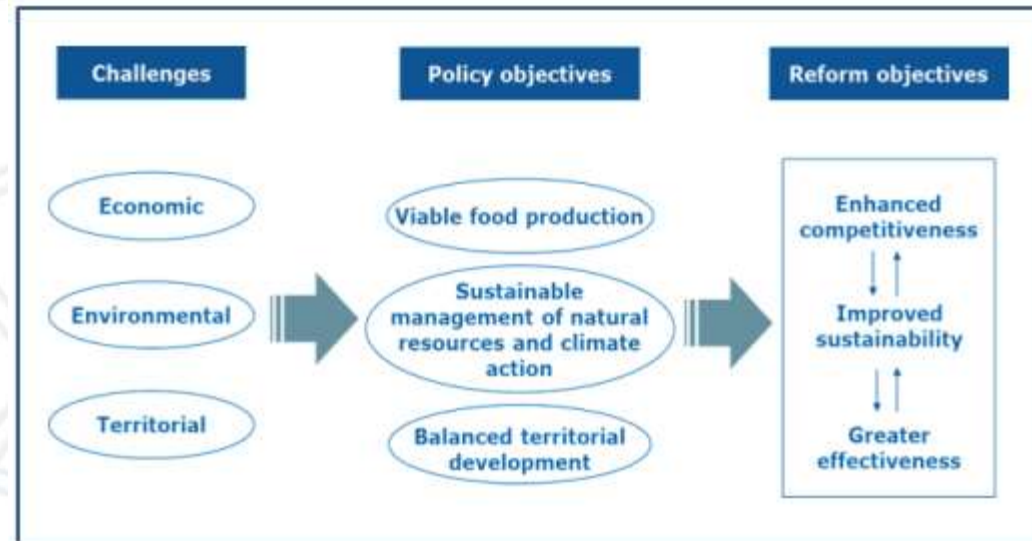 Challenges
Policy objectives
Reform objectives
Economic
Environmental
Territorial
Viable food production
Sustainable
management of natural
resources and climate
action
Balanced territorial
development
Enhanced
competitiveness
Improved
sustainability
Greater
effectiveness